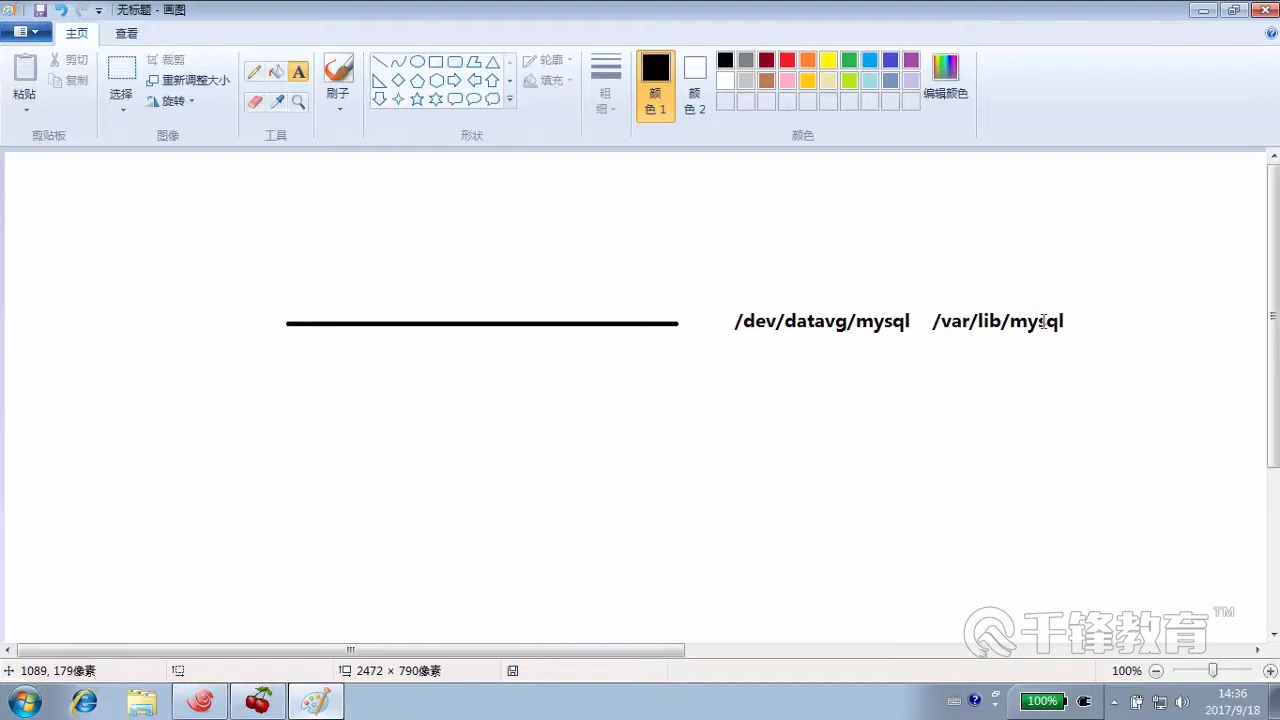 无标题 - 画图
主页 查看
粘贴
剪切
复制
剪贴板
选择
裁剪
重新调整大小
旋转
图像
A
工具
刷子
轮廓
填充
形状
粗细
颜色 1
颜色 2
编辑颜色
颜色
/dev/datavg/mysql /var/lib/mysql
千锋教育 TM
1089, 179像素
2472 × 790像素
100%
100%
14:36
2017/9/18